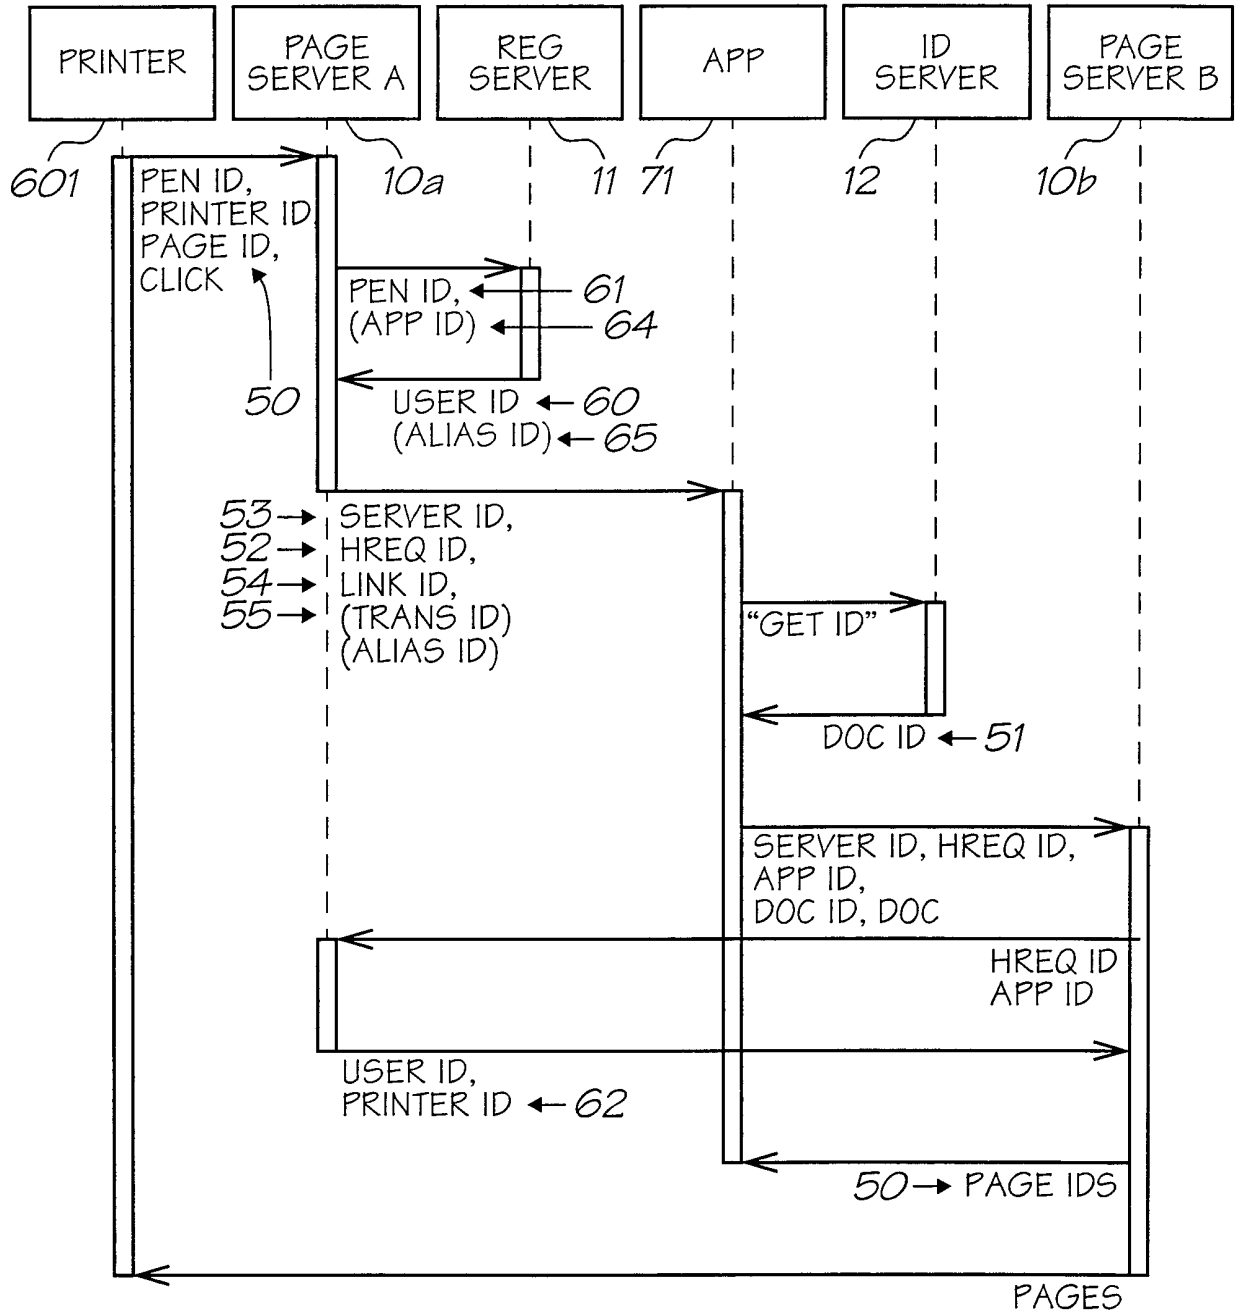 PRINTER
PAGE
SERVER A
REG
SERVER
APP
ID
SERVER
PAGE
SERVER B
601
10a
11
71
12
10b
PEN ID,
PRINTER ID
PAGE ID,
CLICK
50
PEN ID,
61
(APP ID)
64
USER ID
60
(ALIAS ID)
65
53
SERVER ID,
52
HREQ ID,
54
LINK ID,
55
(TRANS ID)
(ALIAS ID)
“GET ID”
DOC ID
51
SERVER ID, HREQ ID,
APP ID,
DOC ID, DOC
HREQ ID
APP ID
USER ID,
PRINTER ID
62
50
PAGE IDS
PAGES